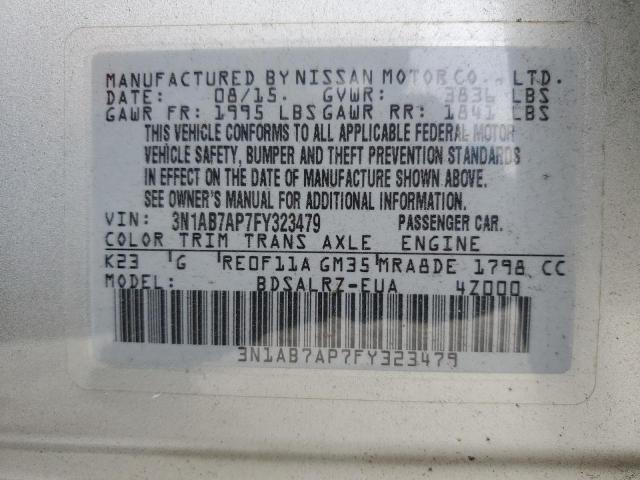 MANUFACTURED BY NISSAN MOTOR CO., LTD.
DATE: 08/15. GVWR: 3836 LBS
GAWR FR: 1995 LBS GAWR RR: 1841 LBS
THIS VEHICLE CONFORMS TO ALL APPLICABLE FEDERAL MOTOR
VEHICLE SAFETY, BUMPER AND THEFT PREVENTION STANDARDS
IN EFFECT ON THE DATE OF MANUFACTURE SHOWN ABOVE.
SEE OWNER'S MANUAL FOR ADDITIONAL INFORMATION.
VIN: 3N1AB7AP7FY323479 PASSENGER CAR.
COLOR TRIM TRANS AXLE ENGINE
K23 G RE0F11A GM35 MRA8DE 1798 CC
MODEL: BDSALRZ-EUA 4Z000
3N1AB7AP7FY323479